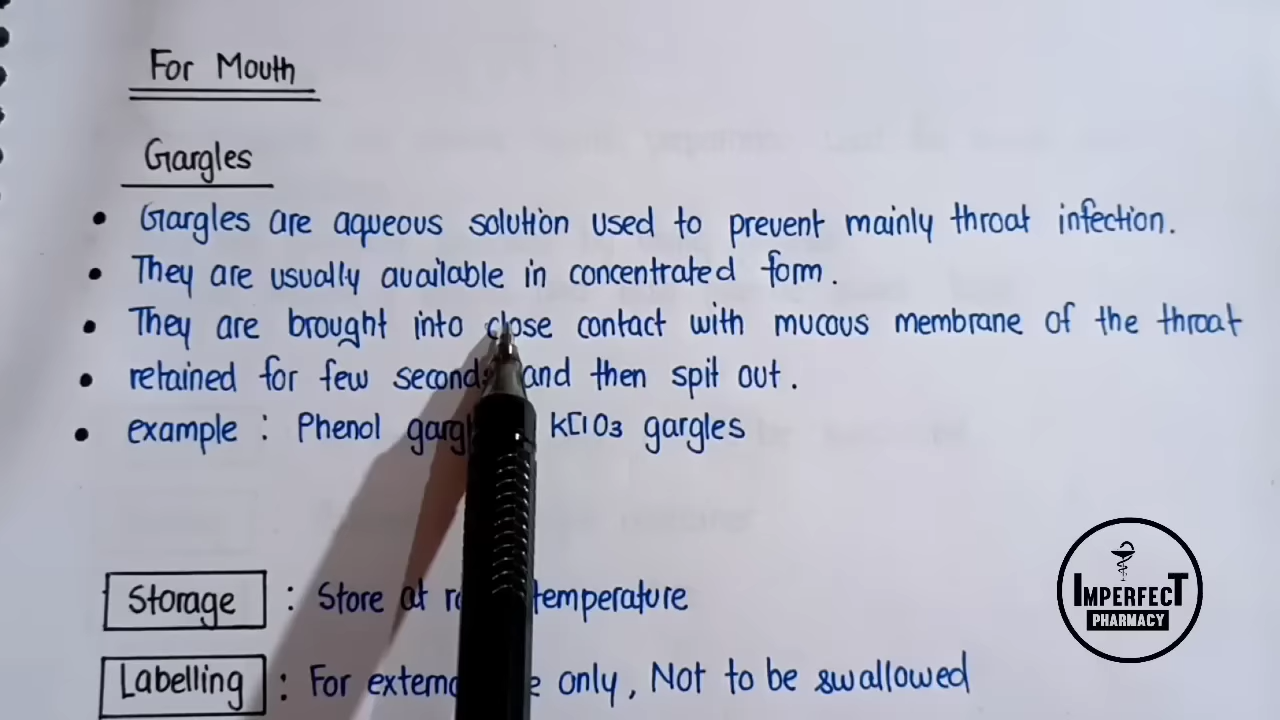 For Mouth
Gargles
• Gargles are aqueous solution used to prevent mainly throat infection.
• They are usually available in concentrated form.
• They are brought into close contact with mucous membrane of the throat
• retained for few seconds and then spit out.
• example : Phenol KClO3 gargles
Storage : Store at temperature
Labelling : For only, Not to be swallowed
IMPERFECT
PHARMACY